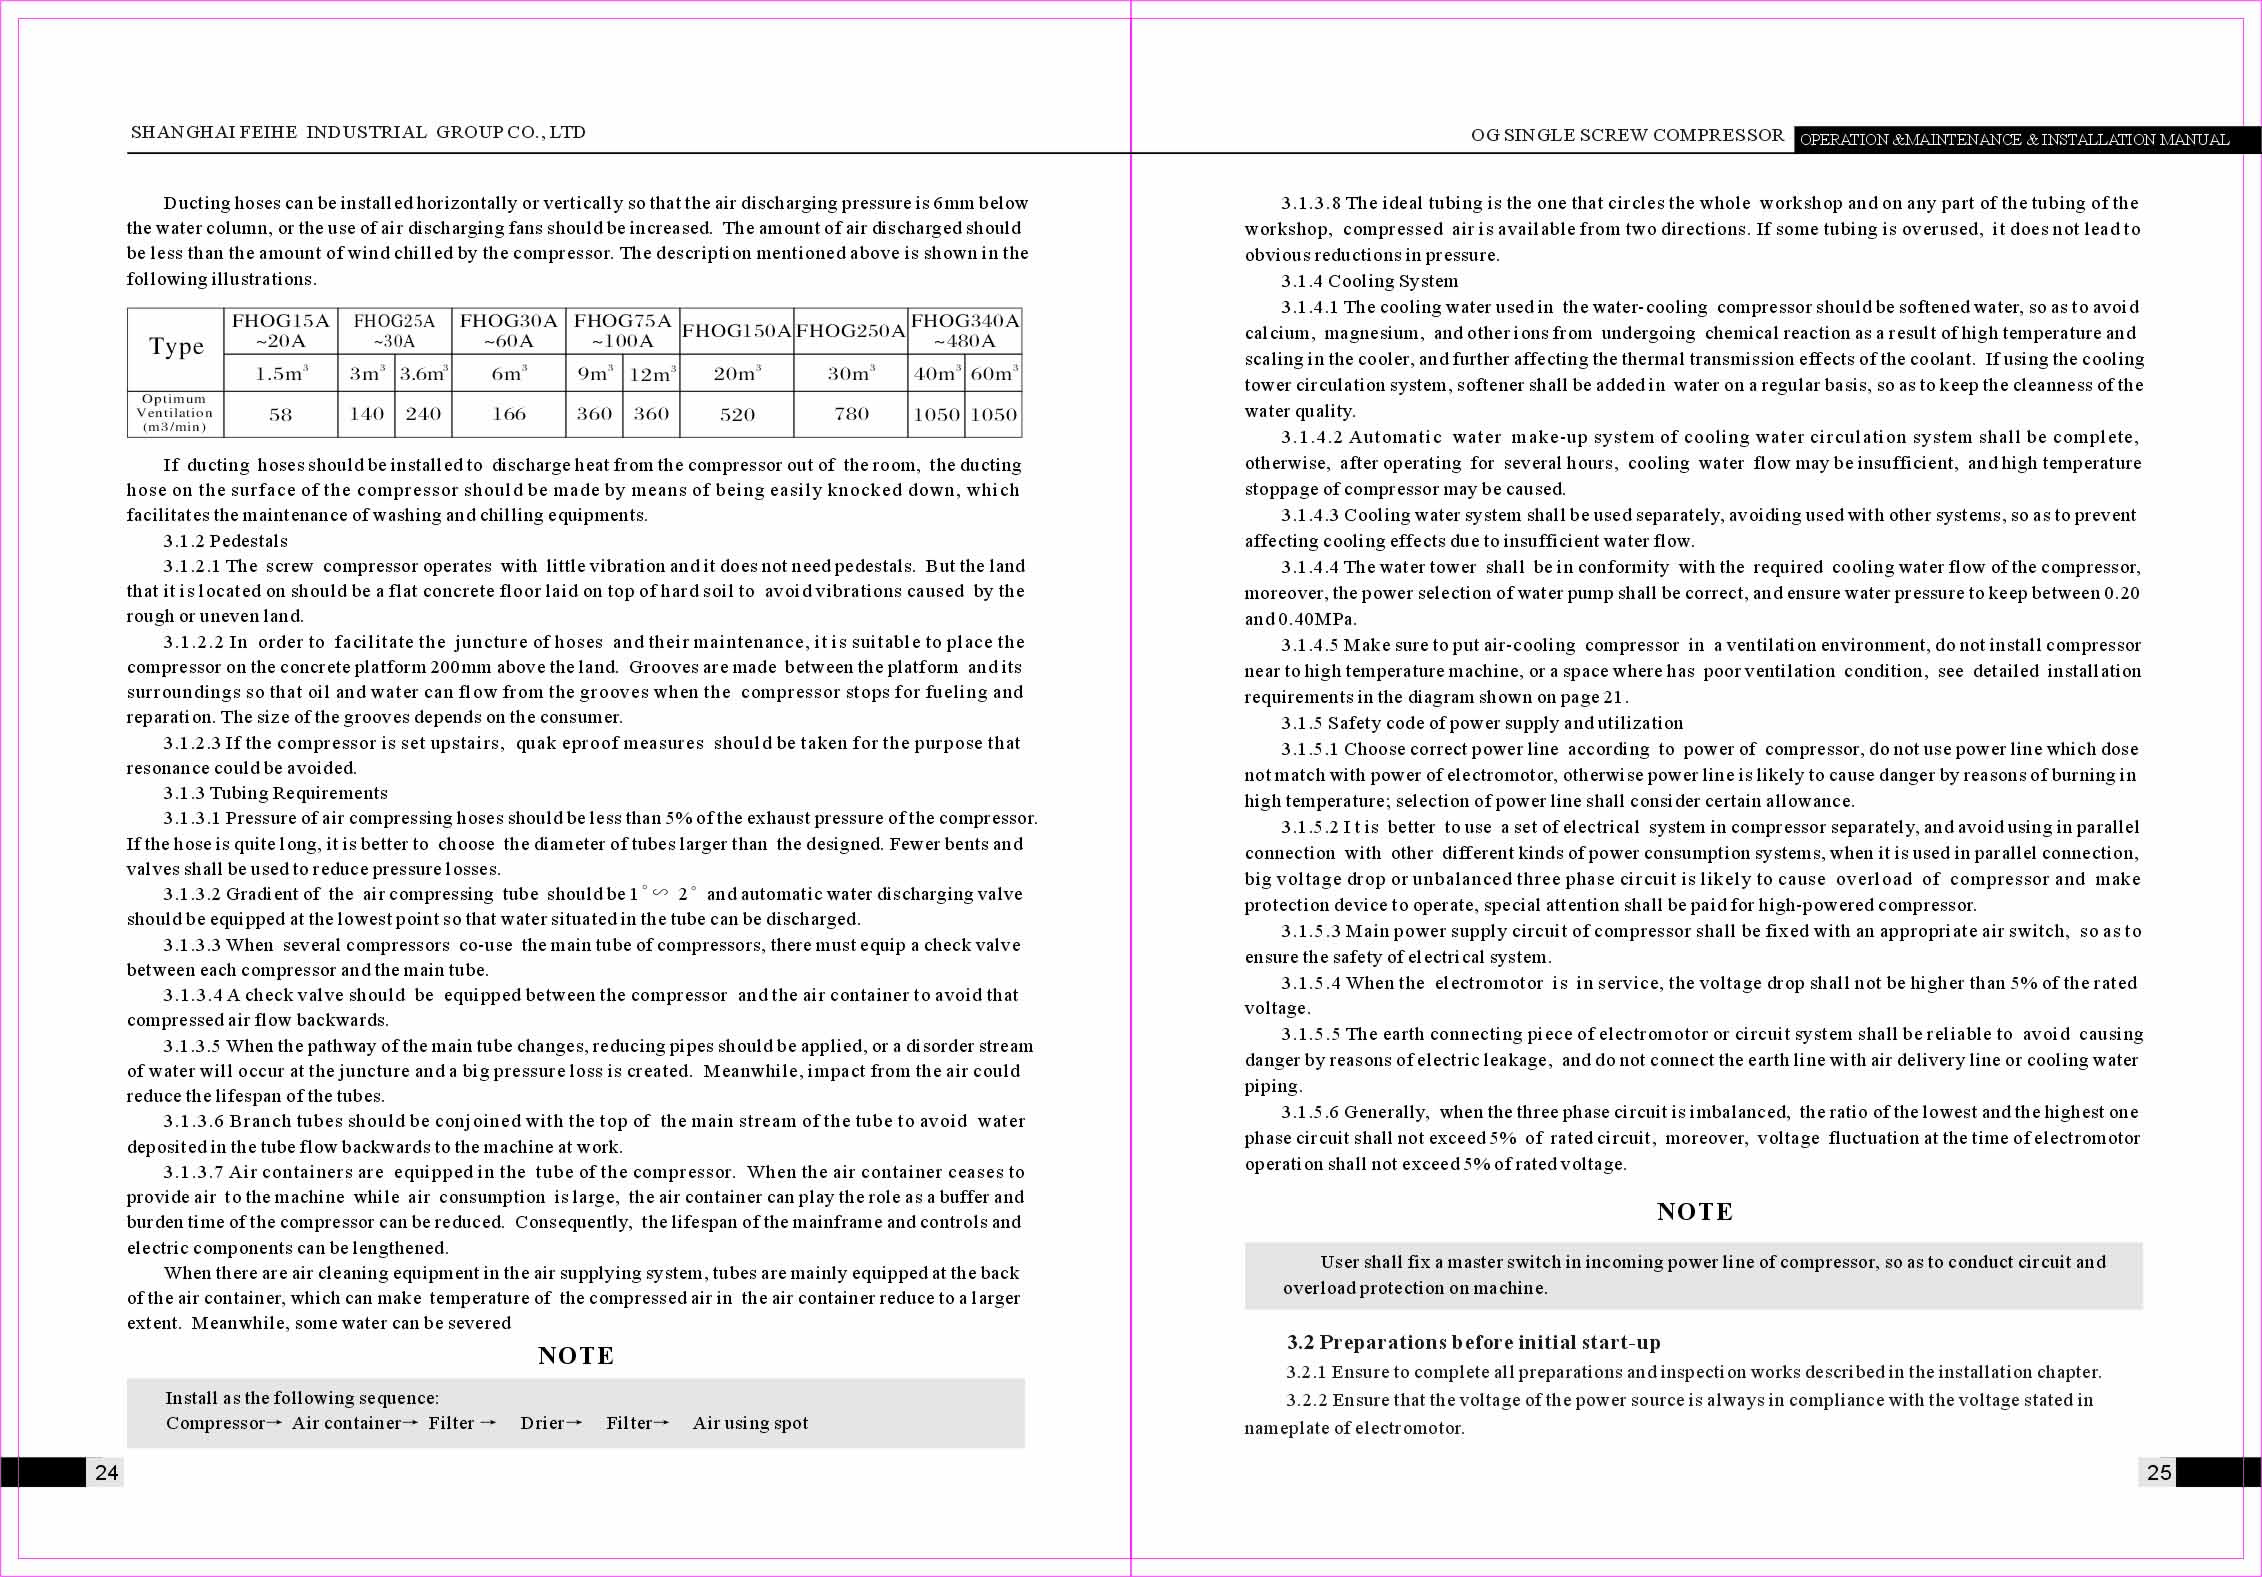 SHANGHAI FEIHE INDUSTRIAL GROUP CO., LTD
Ducting hoses can be installed horizontally or vertically so that the air discharging pressure is 6mm below
the water column, or the use of air discharging fans should be increased. The amount of air discharged should
be less than the amount of wind chilled by the compressor. The description mentioned above is shown in the
following illustrations.
Type FHOG15A ~20A FHOG25A ~30A FHOG30A ~60A FHOG75A ~100A FHOG150A FHOG250A FHOG340A ~480A
1.5m³ 3m³ 3.6m³ 6m³ 9m³ 12m³ 20m³ 30m³ 40m³ 60m³
Optimum Ventilation (m3/min) 58 140 240 166 360 360 520 780 1050 1050
If ducting hoses should be installed to discharge heat from the compressor out of the room, the ducting
hose on the surface of the compressor should be made by means of being easily knocked down, which
facilitates the maintenance of washing and chilling equipments.
3.1.2 Pedestals
3.1.2.1 The screw compressor operates with little vibration and it does not need pedestals. But the land
that it is located on should be a flat concrete floor laid on top of hard soil to avoid vibrations caused by the
rough or uneven land.
3.1.2.2 In order to facilitate the juncture of hoses and their maintenance, it is suitable to place the
compressor on the concrete platform 200mm above the land. Grooves are made between the platform and its
surroundings so that oil and water can flow from the grooves when the compressor stops for fueling and
reparation. The size of the grooves depends on the consumer.
3.1.2.3 If the compressor is set upstairs, quak eproof measures should be taken for the purpose that
resonance could be avoided.
3.1.3 Tubing Requirements
3.1.3.1 Pressure of air compressing hoses should be less than 5% of the exhaust pressure of the compressor.
If the hose is quite long, it is better to choose the diameter of tubes larger than the designed. Fewer bents and
valves shall be used to reduce pressure losses.
3.1.3.2 Gradient of the air compressing tube should be 1°∽ 2° and automatic water discharging valve
should be equipped at the lowest point so that water situated in the tube can be discharged.
3.1.3.3 When several compressors co-use the main tube of compressors, there must equip a check valve
between each compressor and the main tube.
3.1.3.4 A check valve should be equipped between the compressor and the air container to avoid that
compressed air flow backwards.
3.1.3.5 When the pathway of the main tube changes, reducing pipes should be applied, or a disorder stream
of water will occur at the juncture and a big pressure loss is created. Meanwhile, impact from the air could
reduce the lifespan of the tubes.
3.1.3.6 Branch tubes should be conjoined with the top of the main stream of the tube to avoid water
deposited in the tube flow backwards to the machine at work.
3.1.3.7 Air containers are equipped in the tube of the compressor. When the air container ceases to
provide air to the machine while air consumption is large, the air container can play the role as a buffer and
burden time of the compressor can be reduced. Consequently, the lifespan of the mainframe and controls and
electric components can be lengthened.
When there are air cleaning equipment in the air supplying system, tubes are mainly equipped at the back
of the air container, which can make temperature of the compressed air in the air container reduce to a larger
extent. Meanwhile, some water can be severed
NOTE
Install as the following sequence:
Compressor→ Air container→ Filter → Drier→ Filter→ Air using spot
24
OG SINGLE SCREW COMPRESSOR OPERATION &MAINTENANCE & INSTALLATION MANUAL
3.1.3.8 The ideal tubing is the one that circles the whole workshop and on any part of the tubing of the
workshop, compressed air is available from two directions. If some tubing is overused, it does not lead to
obvious reductions in pressure.
3.1.4 Cooling System
3.1.4.1 The cooling water used in the water-cooling compressor should be softened water, so as to avoid
calcium, magnesium, and other ions from undergoing chemical reaction as a result of high temperature and
scaling in the cooler, and further affecting the thermal transmission effects of the coolant. If using the cooling
tower circulation system, softener shall be added in water on a regular basis, so as to keep the cleanness of the
water quality.
3.1.4.2 Automatic water make-up system of cooling water circulation system shall be complete,
otherwise, after operating for several hours, cooling water flow may be insufficient, and high temperature
stoppage of compressor may be caused.
3.1.4.3 Cooling water system shall be used separately, avoiding used with other systems, so as to prevent
affecting cooling effects due to insufficient water flow.
3.1.4.4 The water tower shall be in conformity with the required cooling water flow of the compressor,
moreover, the power selection of water pump shall be correct, and ensure water pressure to keep between 0.20
and 0.40MPa.
3.1.4.5 Make sure to put air-cooling compressor in a ventilation environment, do not install compressor
near to high temperature machine, or a space where has poor ventilation condition, see detailed installation
requirements in the diagram shown on page 21.
3.1.5 Safety code of power supply and utilization
3.1.5.1 Choose correct power line according to power of compressor, do not use power line which dose
not match with power of electromotor, otherwise power line is likely to cause danger by reasons of burning in
high temperature; selection of power line shall consider certain allowance.
3.1.5.2 It is better to use a set of electrical system in compressor separately, and avoid using in parallel
connection with other different kinds of power consumption systems, when it is used in parallel connection,
big voltage drop or unbalanced three phase circuit is likely to cause overload of compressor and make
protection device to operate, special attention shall be paid for high-powered compressor.
3.1.5.3 Main power supply circuit of compressor shall be fixed with an appropriate air switch, so as to
ensure the safety of electrical system.
3.1.5.4 When the electromotor is in service, the voltage drop shall not be higher than 5% of the rated
voltage.
3.1.5.5 The earth connecting piece of electromotor or circuit system shall be reliable to avoid causing
danger by reasons of electric leakage, and do not connect the earth line with air delivery line or cooling water
piping.
3.1.5.6 Generally, when the three phase circuit is imbalanced, the ratio of the lowest and the highest one
phase circuit shall not exceed 5% of rated circuit, moreover, voltage fluctuation at the time of electromotor
operation shall not exceed 5% of rated voltage.
NOTE
User shall fix a master switch in incoming power line of compressor, so as to conduct circuit and
overload protection on machine.
3.2 Preparations before initial start-up
3.2.1 Ensure to complete all preparations and inspection works described in the installation chapter.
3.2.2 Ensure that the voltage of the power source is always in compliance with the voltage stated in
nameplate of electromotor.
25